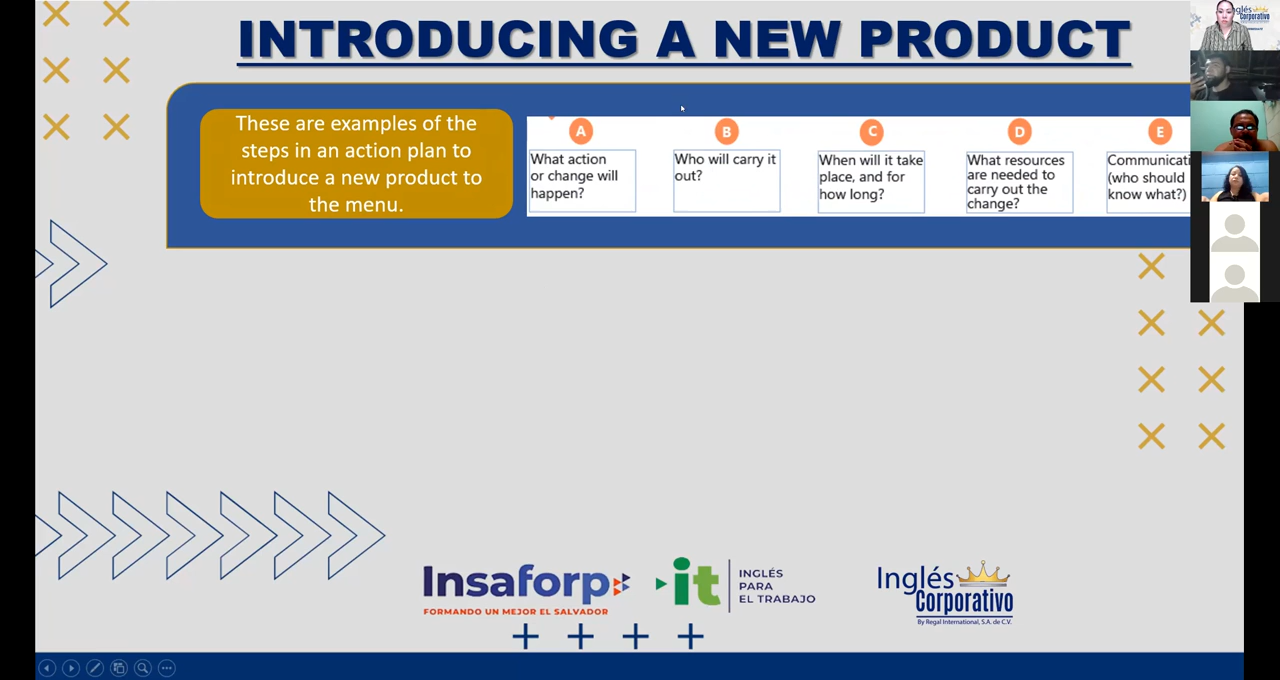 INTRODUCING A NEW PRODUCT
These are examples of the
steps in an action plan to
introduce a new product to
the menu.
A
What action
or change will
happen?
B
Who will carry it
out?
C
When will it take
place, and for
how long?
D
What resources
are needed to
carry out the
change?
E
Communicati
(who should
know what?)
Insaforp
FORMANDO UN MEJOR EL SALVADOR
it
INGLÉS
PARA
EL TRABAJO
Inglés
Corporativo
By Regal International, S.A. de C.V.
Inglés
Corporativo